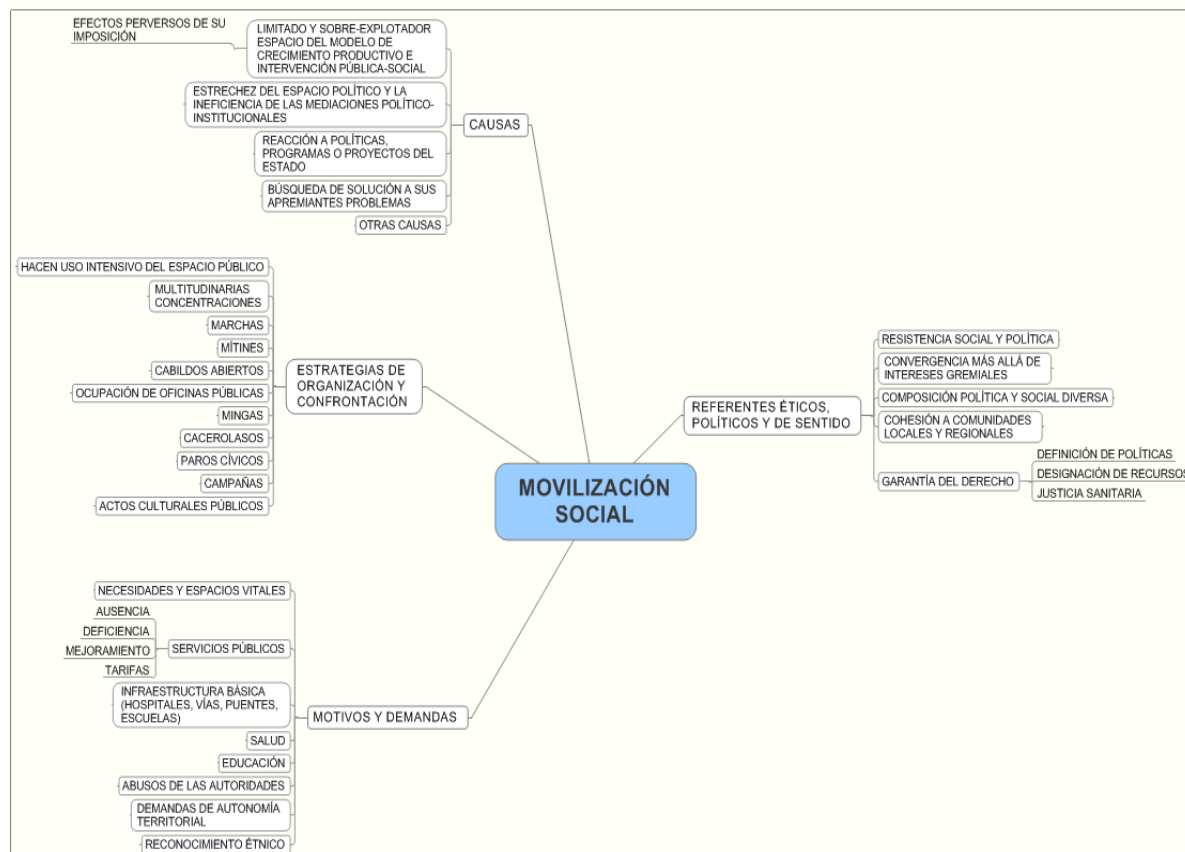 EFECTOS PERVERSOS DE SU
IMPOSICIÓN
LIMITADO Y SOBRE-EXPLOTADOR
ESPACIO DEL MODELO DE
CRECIMIENTO PRODUCTIVO E
INTERVENCIÓN PÚBLICA-SOCIAL
ESTRECHEZ DEL ESPACIO POLÍTICO Y LA
INEFICIENCIA DE LAS MEDIACIONES POLÍTICO-
INSTITUCIONALES
REACCIÓN A POLÍTICAS,
PROGRAMAS O PROYECTOS DEL
ESTADO
BÚSQUEDA DE SOLUCIÓN A SUS
APREMIANTES PROBLEMAS
OTRAS CAUSAS
CAUSAS
HACEN USO INTENSIVO DEL ESPACIO PÚBLICO
MULTITUDINARIAS
CONCENTRACIONES
MARCHAS
MÍTINES
CABILDOS ABIERTOS
OCUPACIÓN DE OFICINAS PÚBLICAS
MINGAS
CACEROLASOS
PAROS CÍVICOS
CAMPAÑAS
ACTOS CULTURALES PÚBLICOS
ESTRATEGIAS DE
ORGANIZACIÓN Y
CONFRONTACIÓN
REFERENTES ÉTICOS,
POLÍTICOS Y DE SENTIDO
RESISTENCIA SOCIAL Y POLÍTICA
CONVERGENCIA MÁS ALLÁ DE
INTERESES GREMIALES
COMPOSICIÓN POLÍTICA Y SOCIAL DIVERSA
COHESIÓN A COMUNIDADES
LOCALES Y REGIONALES
GARANTÍA DEL DERECHO
DEFINICIÓN DE POLÍTICAS
DESIGNACIÓN DE RECURSOS
JUSTICIA SANITARIA
MOVILIZACIÓN
SOCIAL
NECESIDADES Y ESPACIOS VITALES
AUSENCIA
DEFICIENCIA
MEJORAMIENTO
TARIFAS
SERVICIOS PÚBLICOS
INFRAESTRUCTURA BÁSICA
(HOSPITALES, VÍAS, PUENTES,
ESCUELAS)
SALUD
EDUCACIÓN
ABUSOS DE LAS AUTORIDADES
DEMANDAS DE AUTONOMÍA
TERRITORIAL
RECONOCIMIENTO ÉTNICO
MOTIVOS Y DEMANDAS